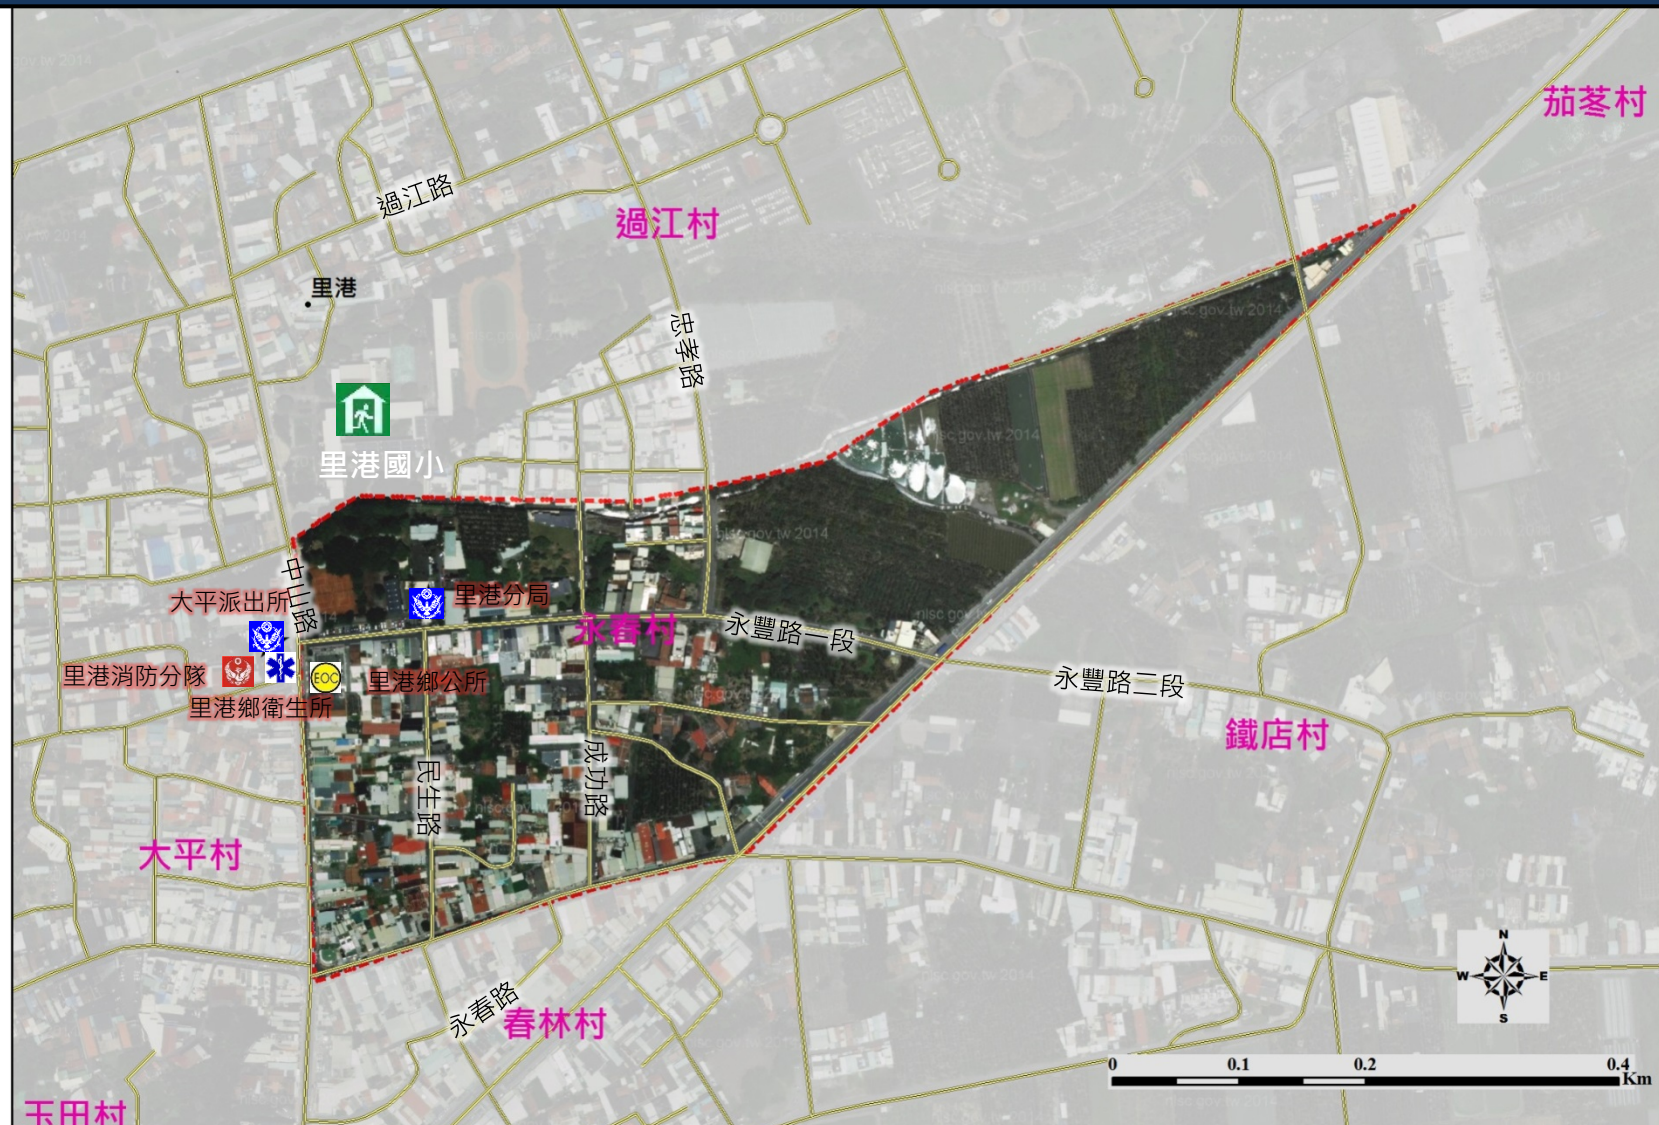 茄苳村
過江路
過江村
里港
忠孝路
里港國小
中山路
大平派出所
里港分局
永春村
永豐路一段
里港消防分隊
EOC
里港鄉公所
永豐路二段
里港鄉衛生所
鐵店村
民生路
成功路
大平村
永春路
春林村
玉田村
N
W E
S
0 0.1 0.2 0.4
Km
nlsc.gov.tw 2014